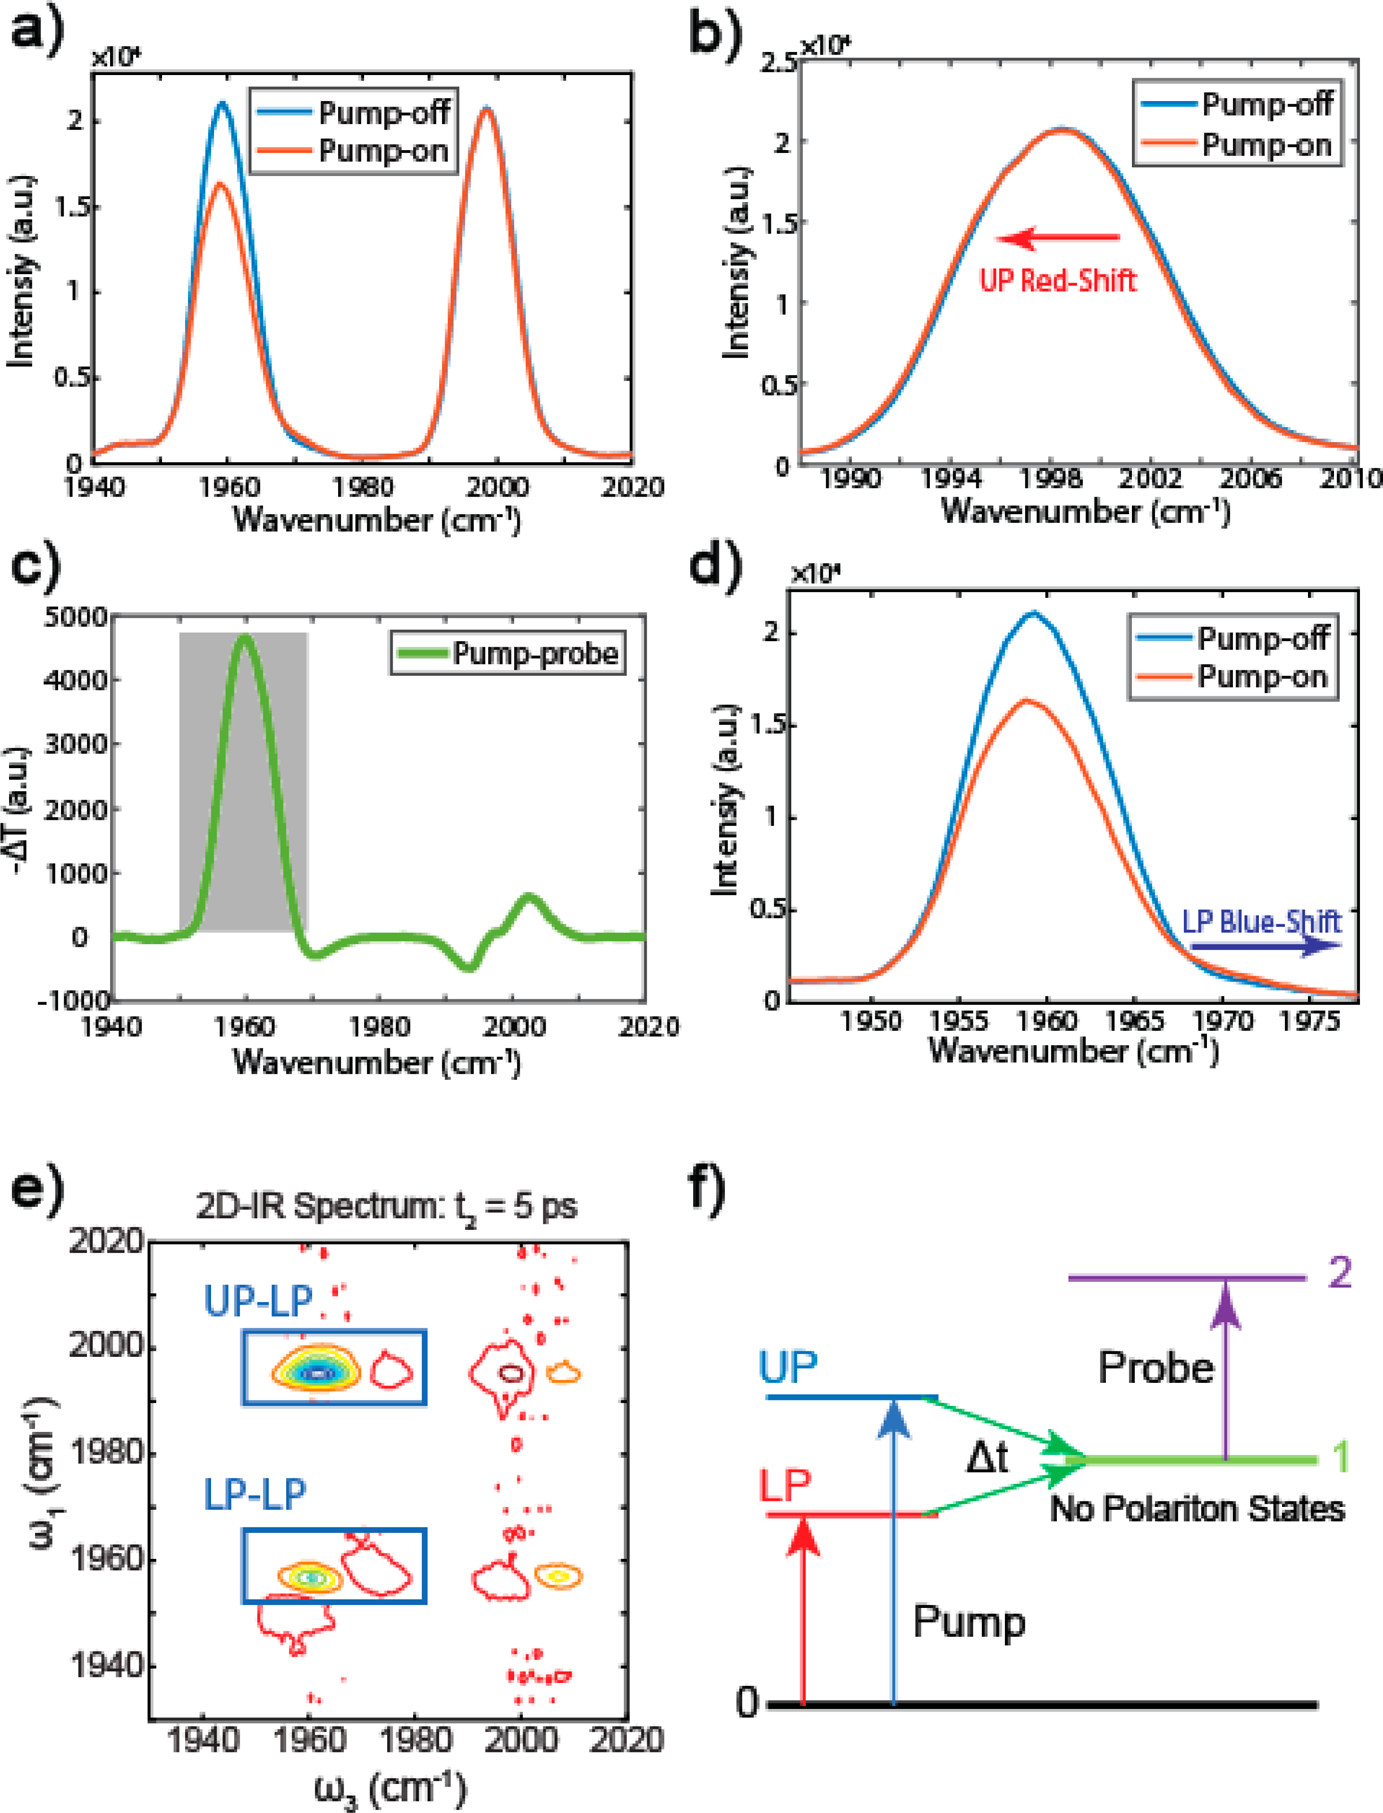 a)
×10⁴
Pump-off
Pump-on
2
1.5
1
0.5
0
Intensiy (a.u.)
1940 1960 1980 2000 2020
Wavenumber (cm⁻¹)
b)
×10⁴
2.5
2
1.5
1
0.5
0
Pump-off
Pump-on
UP Red-Shift
Intensiy (a.u.)
1990 1994 1998 2002 2006 2010
Wavenumber (cm⁻¹)
c)
5000
4000
3000
2000
1000
0
-1000
Pump-probe
-ΔT (a.u.)
1940 1960 1980 2000 2020
Wavenumber (cm⁻¹)
d)
×10⁴
2
1.5
1
0.5
0
Pump-off
Pump-on
LP Blue-Shift
Intensiy (a.u.)
1950 1955 1960 1965 1970 1975
Wavenumber (cm⁻¹)
e)
2D-IR Spectrum: t₂ = 5 ps
2020
2000
1980
1960
1940
UP-LP
LP-LP
ω₁ (cm⁻¹)
1940 1960 1980 2000 2020
ω₃ (cm⁻¹)
f)
2
UP
Probe
Δt
1
LP
No Polariton States
Pump
0